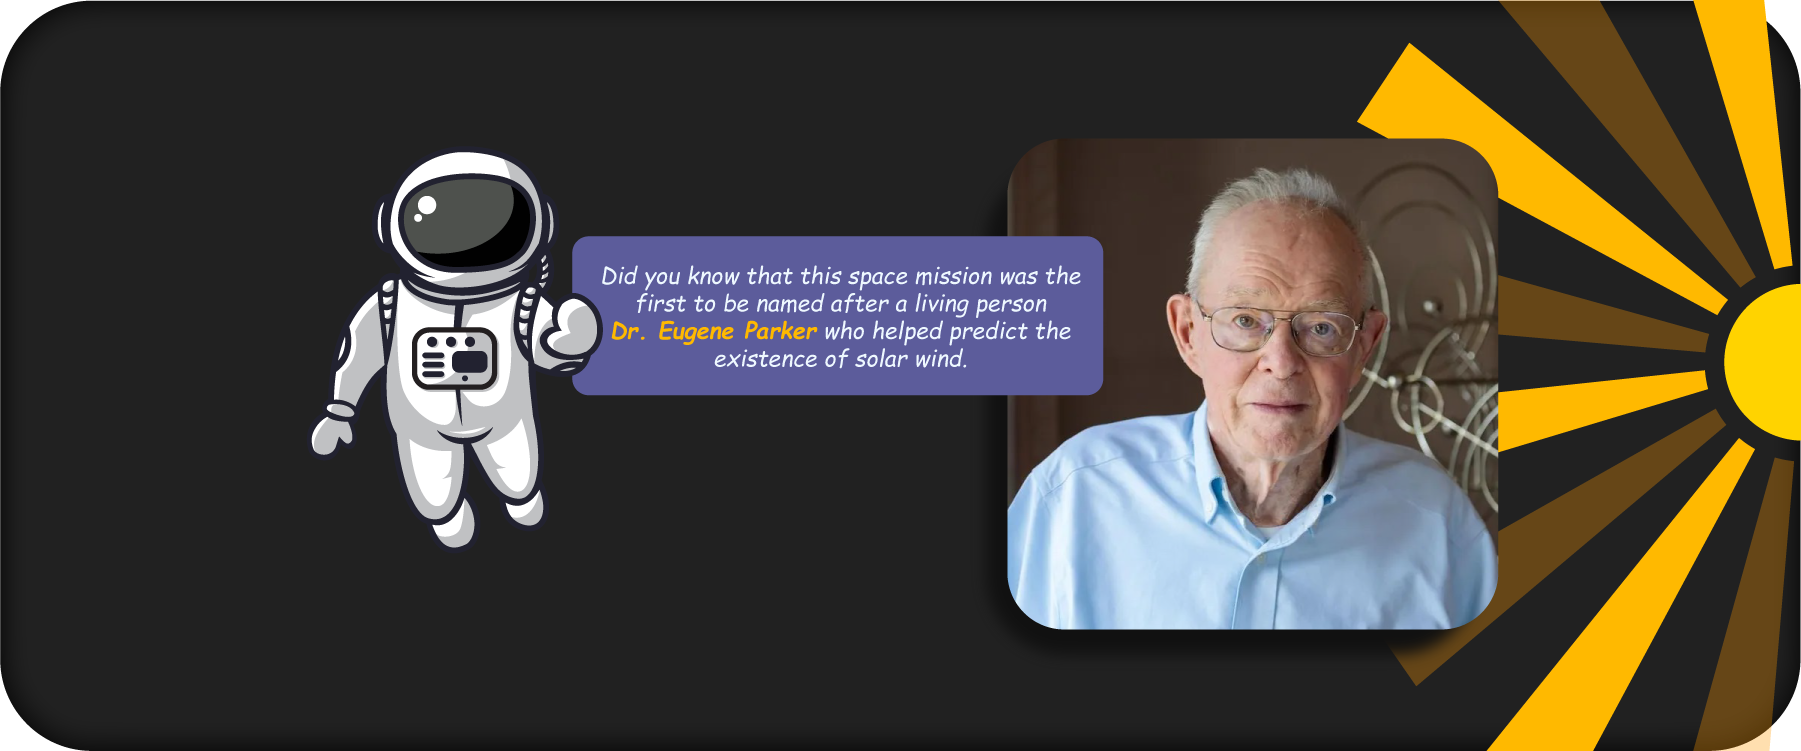 Did you know that this space mission was the
first to be named after a living person
Dr. Eugene Parker who helped predict the
existence of solar wind.